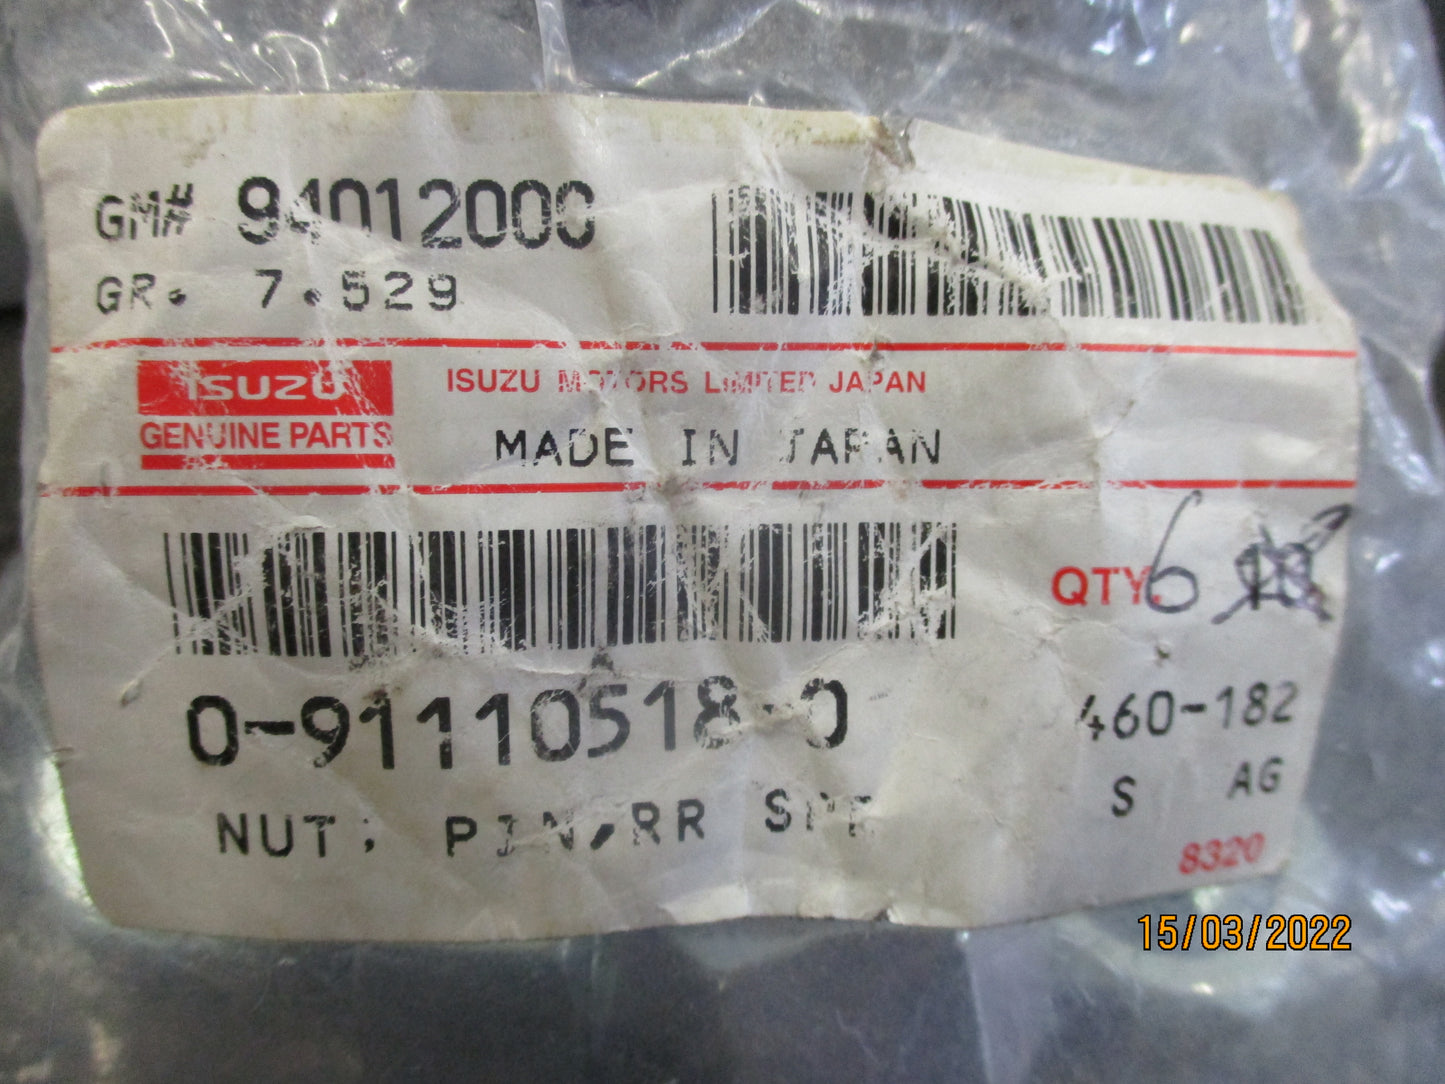 GM# 94012000
GR. 7.529
ISUZU
GENUINE PARTS
ISUZU MOTORS LIMITED JAPAN
MADE IN JAPAN
QTY. 6
0-91110518-0
460-182
NUT; PIN,RR
S AG
8320
15/03/2022